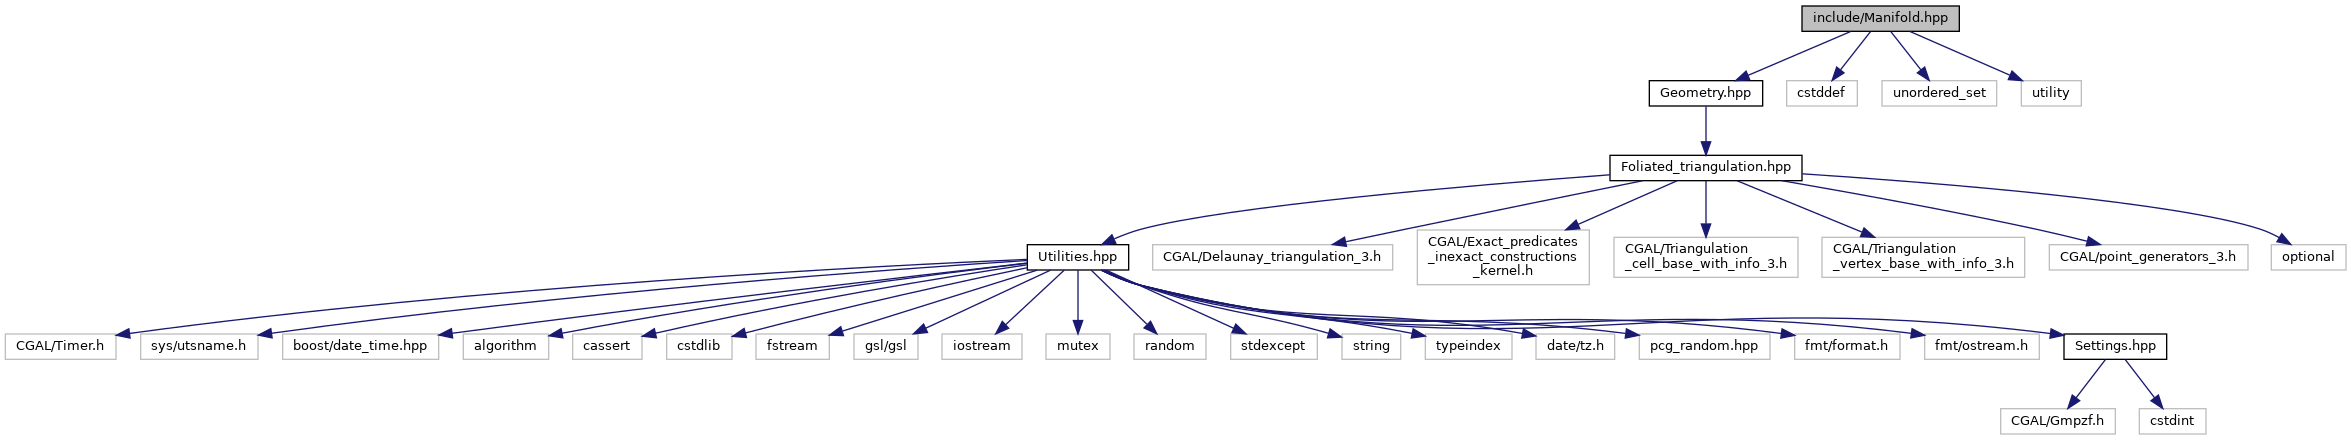 include/Manifold.hpp
Geometry.hpp
cstddef
unordered_set
utility
Foliated_triangulation.hpp
Utilities.hpp
CGAL/Delaunay_triangulation_3.h
CGAL/Exact_predicates
_inexact_constructions
_kernel.h
CGAL/Triangulation
_cell_base_with_info_3.h
CGAL/Triangulation
_vertex_base_with_info_3.h
CGAL/point_generators_3.h
optional
CGAL/Timer.h
sys/utsname.h
boost/date_time.hpp
algorithm
cassert
cstdlib
fstream
gsl/gsl
iostream
mutex
random
stdexcept
string
typeindex
date/tz.h
pcg_random.hpp
fmt/format.h
fmt/ostream.h
Settings.hpp
CGAL/Gmpzf.h
cstdint